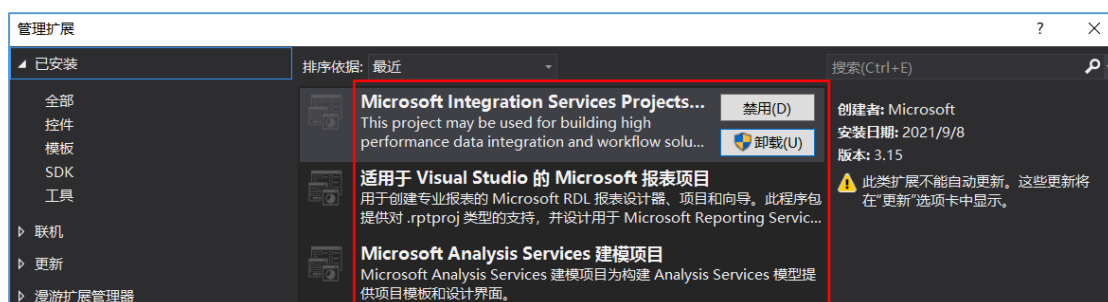 管理扩展
? ×
已安装
排序依据: 最近
搜索(Ctrl+E)
全部
控件
模板
SDK
工具
联机
更新
漫游扩展管理器
Microsoft Integration Services Projects...
禁用(D)
This project may be used for building high
performance data integration and workflow solu...
卸载(U)
适用于 Visual Studio 的 Microsoft 报表项目
用于创建专业报表的 Microsoft RDL 报表设计器、项目和向导。此程序包
提供对 .rptproj 类型的支持，并设计用于 Microsoft Reporting Servic...
Microsoft Analysis Services 建模项目
Microsoft Analysis Services 建模项目为构建 Analysis Services 模型提
供项目模板和设计界面。
创建者: Microsoft
安装日期: 2021/9/8
版本: 3.15
此类扩展不能自动更新。这些更新将
在"更新"选项卡中显示。